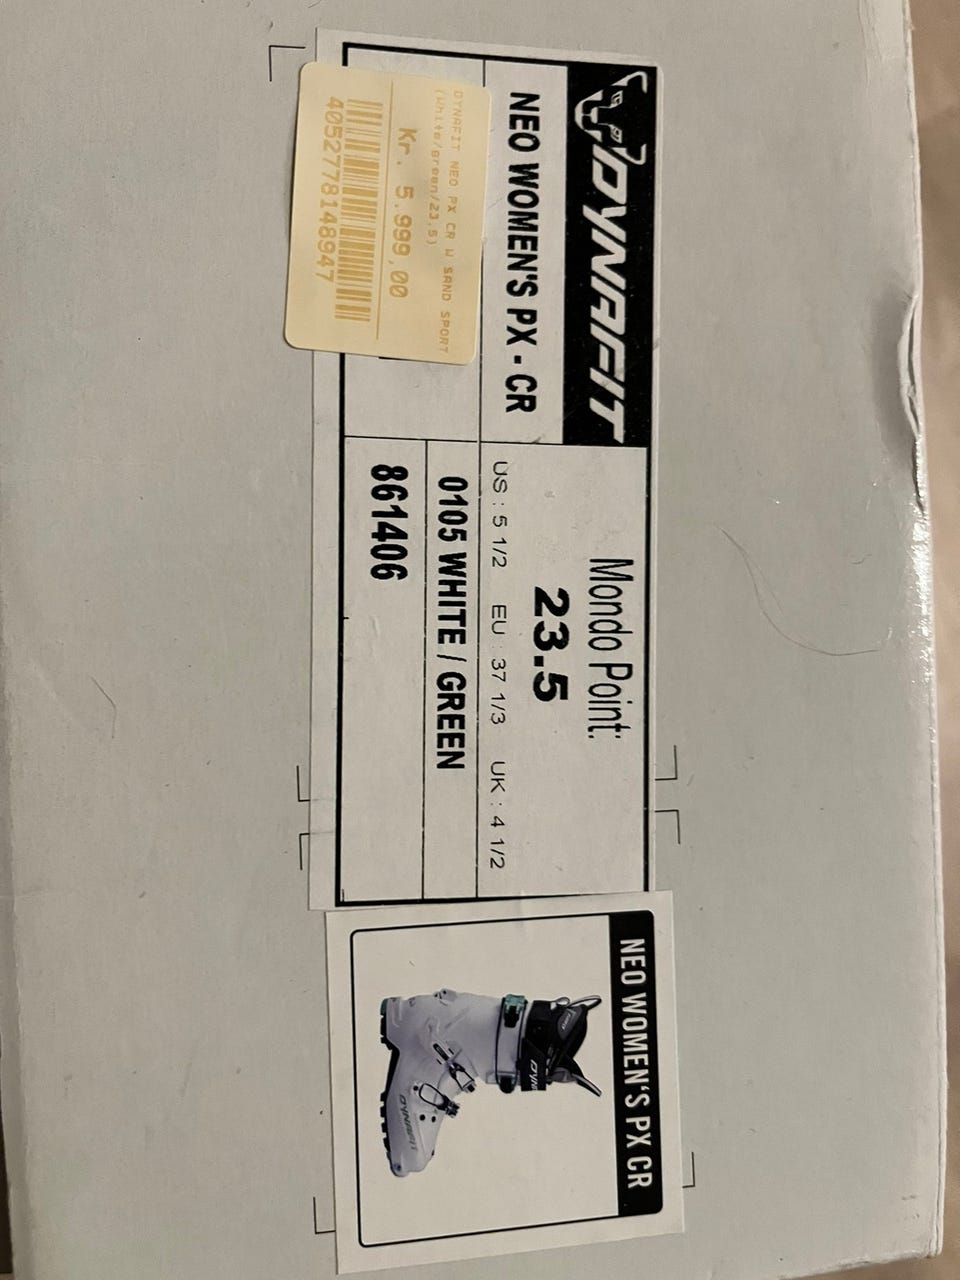 DYNAFIT
NEO WOMEN'S PX - CR
DYNAFIT NEO PX CR W SAND SPORT
(White/green/23,5)
Kr. 5.999,00
4052778148947
Mondo Point:
23.5
US : 5 1/2 EU : 37 1/3 UK : 4 1/2
0105 WHITE / GREEN
861406
NEO WOMEN'S PX CR
DYNAFIT